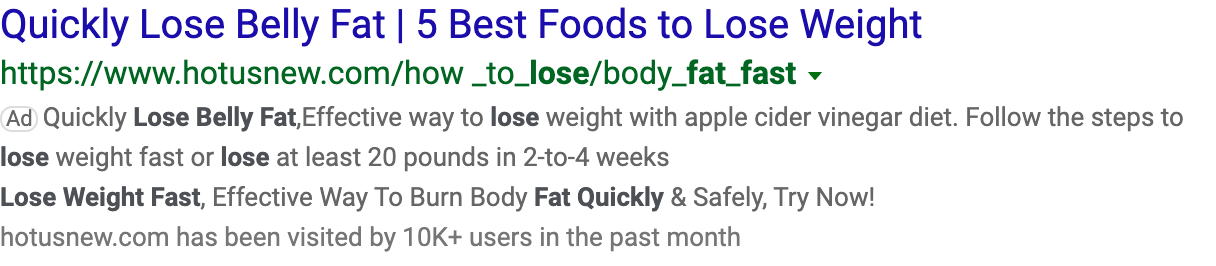 Quickly Lose Belly Fat | 5 Best Foods to Lose Weight
https://www.hotusnew.com/how _to_lose/body_fat_fast
Ad Quickly Lose Belly Fat,Effective way to lose weight with apple cider vinegar diet. Follow the steps to
lose weight fast or lose at least 20 pounds in 2-to-4 weeks
Lose Weight Fast, Effective Way To Burn Body Fat Quickly & Safely, Try Now!
hotusnew.com has been visited by 10K+ users in the past month